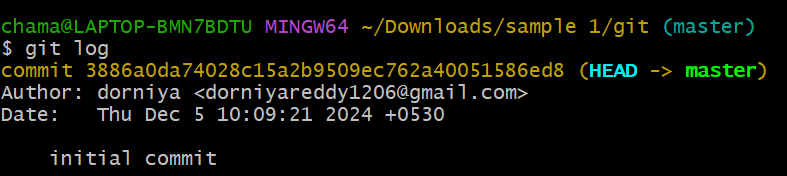 chama@LAPTOP-BMN7BDTU MINGW64 ~/Downloads/sample 1/git (master)
$ git log
commit 3886a0da74028c15a2b9509ec762a40051586ed8 (HEAD -> master)
Author: dorniya <dorniyareddy1206@gmail.com>
Date:   Thu Dec 5 10:09:21 2024 +0530
    initial commit